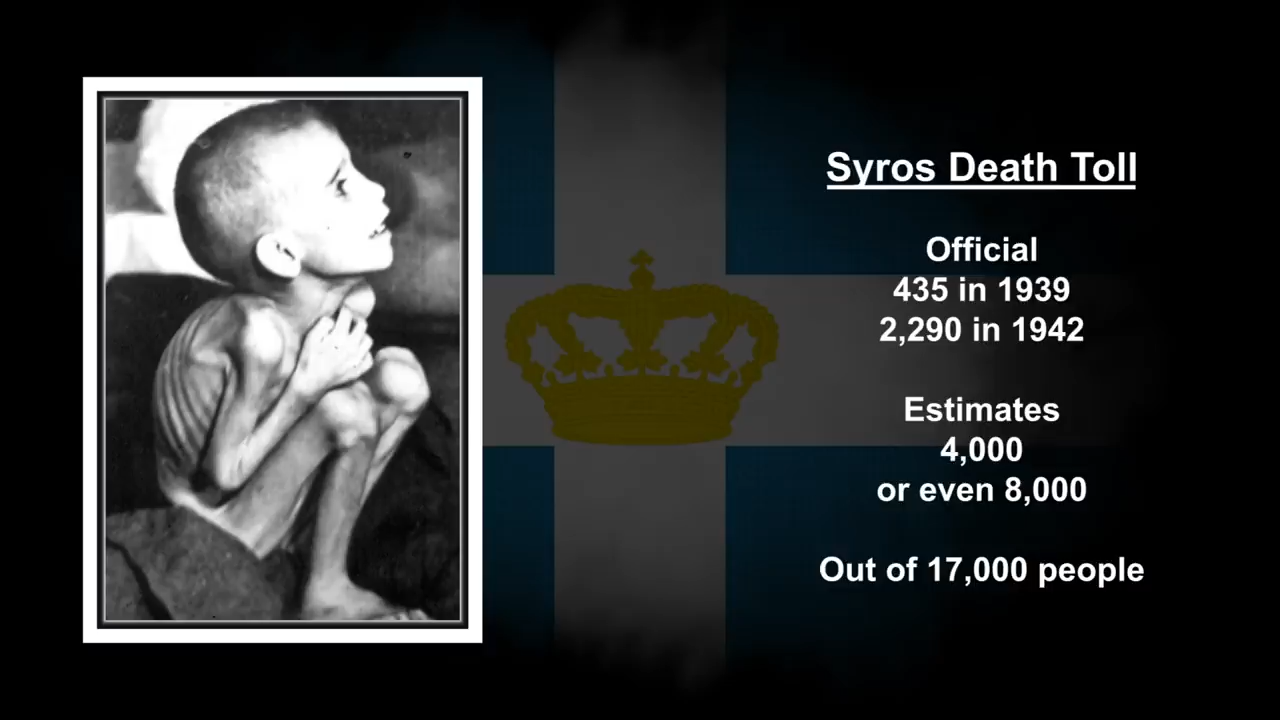 Syros Death Toll
Official
435 in 1939
2,290 in 1942
Estimates
4,000
or even 8,000
Out of 17,000 people